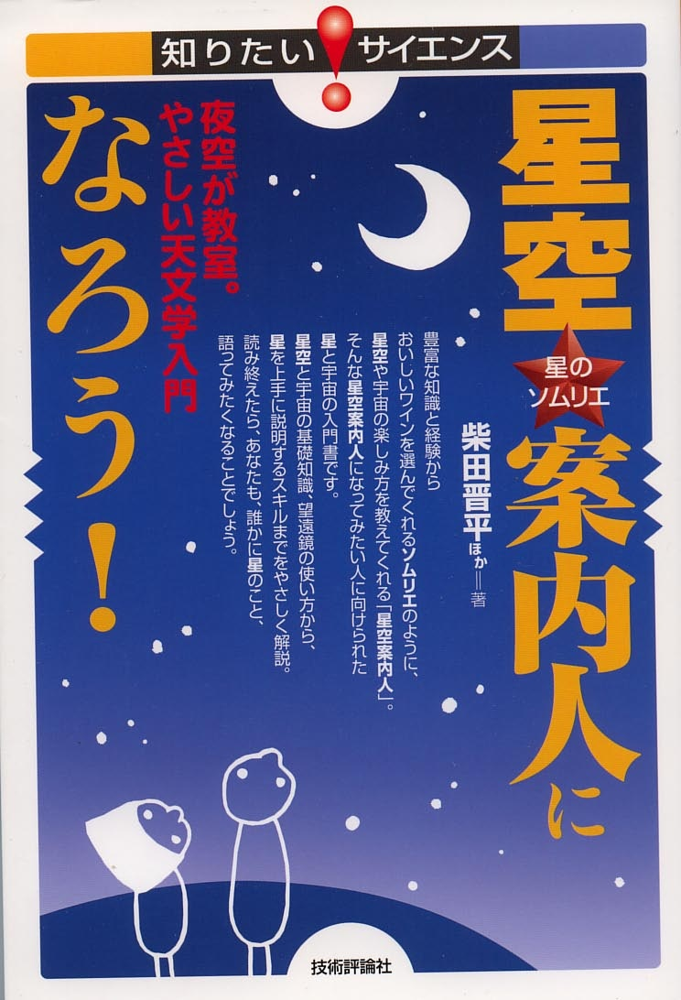 知りたい！サイエンス
星空
星の
ソムリエ
案内人に
なろう！
夜空が教室。
やさしい天文学入門
柴田晋平ほか＝著
豊富な知識と経験から
おいしいワインを選んでくれるソムリエのように、
星空や宇宙の楽しみ方を教えてくれる「星空案内人」。
そんな星空案内人になってみたい人に向けられた
星と宇宙の入門書です。
星空と宇宙の基礎知識、望遠鏡の使い方から、
星を上手に説明するスキルまでをやさしく解説。
読み終えたら、あなたも、誰かに星のこと、
語ってみたくなることでしょう。
技術評論社